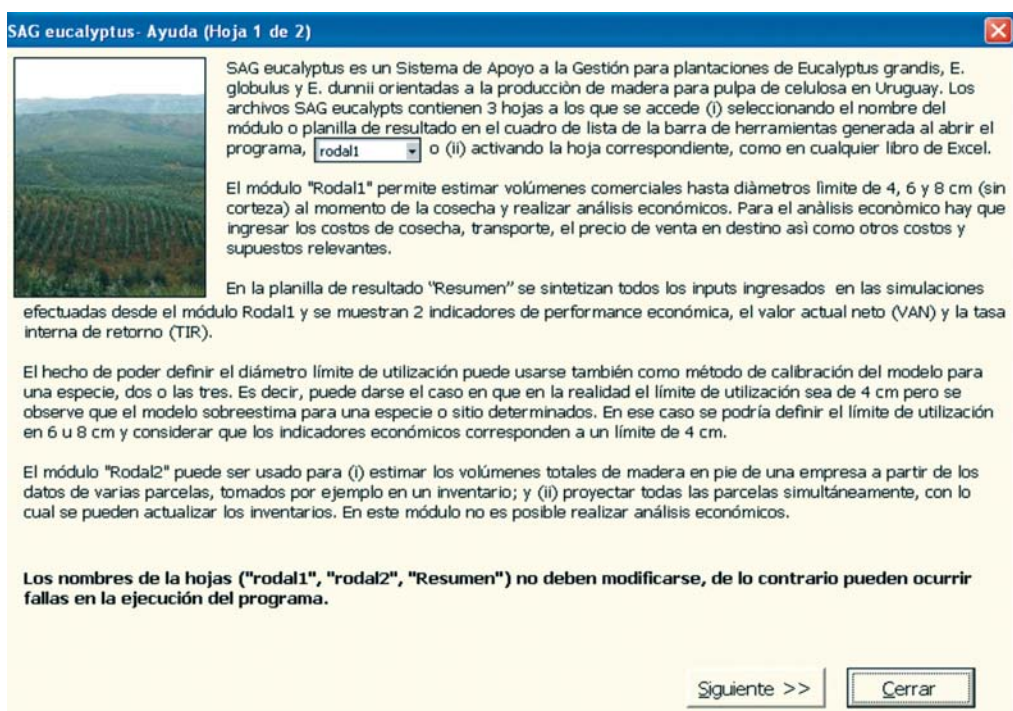 SAG eucalyptus- Ayuda (Hoja 1 de 2)
SAG eucalyptus es un Sistema de Apoyo a la Gestión para plantaciones de Eucalyptus grandis, E.
globulus y E. dunnii orientadas a la producciòn de madera para pulpa de celulosa en Uruguay. Los
archivos SAG eucalypts contienen 3 hojas a los que se accede (i) seleccionando el nombre del
módulo o planilla de resultado en el cuadro de lista de la barra de herramientas generada al abrir el
programa, rodal1 o (ii) activando la hoja correspondiente, como en cualquier libro de Excel.
El módulo "Rodal1" permite estimar volúmenes comerciales hasta diàmetros lìmite de 4, 6 y 8 cm (sin
corteza) al momento de la cosecha y realizar análisis económicos. Para el anàlisis econòmico hay que
ingresar los costos de cosecha, transporte, el precio de venta en destino asì como otros costos y
supuestos relevantes.
En la planilla de resultado "Resumen" se sintetizan todos los inputs ingresados en las simulaciones
efectuadas desde el módulo Rodal1 y se muestran 2 indicadores de performance económica, el valor actual neto (VAN) y la tasa
interna de retorno (TIR).
El hecho de poder definir el diámetro límite de utilización puede usarse también como método de calibración del modelo para
una especie, dos o las tres. Es decir, puede darse el caso en que en la realidad el límite de utilización sea de 4 cm pero se
observe que el modelo sobreestima para una especie o sitio determinados. En ese caso se podría definir el límite de utilización
en 6 u 8 cm y considerar que los indicadores económicos corresponden a un límite de 4 cm.
El módulo "Rodal2" puede ser usado para (i) estimar los volúmenes totales de madera en pie de una empresa a partir de los
datos de varias parcelas, tomados por ejemplo en un inventario; y (ii) proyectar todas las parcelas simultáneamente, con lo
cual se pueden actualizar los inventarios. En este módulo no es posible realizar análisis económicos.
Los nombres de la hojas ("rodal1", "rodal2", "Resumen") no deben modificarse, de lo contrario pueden ocurrir
fallas en la ejecución del programa.
Siguiente >> Cerrar